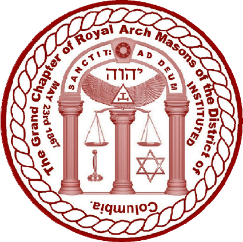 The Grand Chapter of Royal Arch Masons of the District of
Columbia.
INSTITUTED
MAY 23rd 1867
SANCTIT: AD DEUM
יהוה